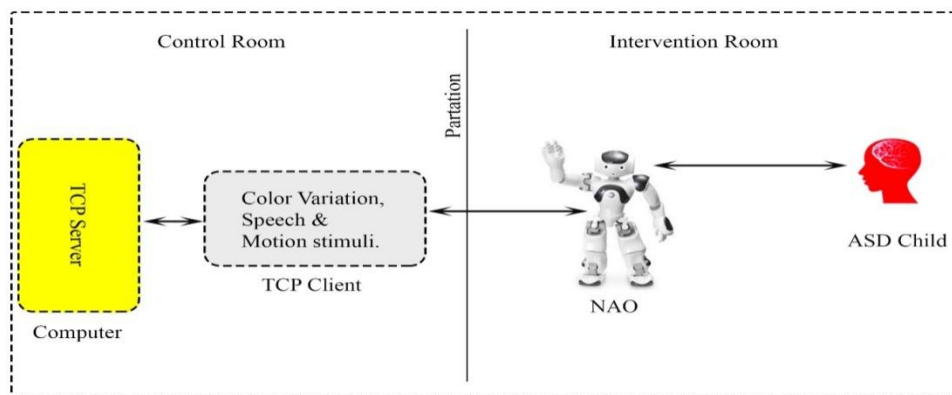 Control Room
Intervention Room
Partation
TCP Server
Color Variation,
Speech &
Motion stimuli.
TCP Client
Computer
NAO
ASD Child